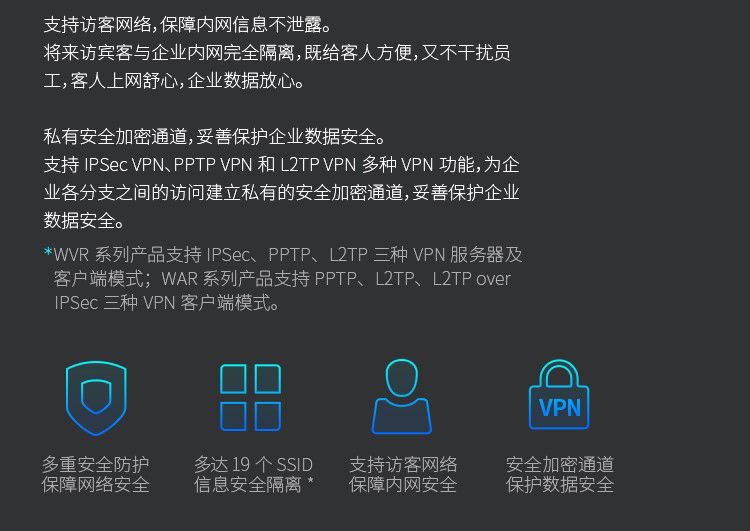 支持访客网络,保障内网信息不泄露。
将来访宾客与企业内网完全隔离,既给客人方便,又不干扰员
工,客人上网舒心,企业数据放心。
私有安全加密通道,妥善保护企业数据安全。
支持 IPSec VPN、PPTP VPN 和 L2TP VPN 多种 VPN 功能,为企
业各分支之间的访问建立私有的安全加密通道,妥善保护企业
数据安全。
*WVR 系列产品支持 IPSec、PPTP、L2TP 三种 VPN 服务器及
客户端模式；WAR 系列产品支持 PPTP、L2TP、L2TP over
IPSec 三种 VPN 客户端模式。
VPN
多重安全防护
保障网络安全
多达 19 个 SSID
信息安全隔离 *
支持访客网络
保障内网安全
安全加密通道
保护数据安全